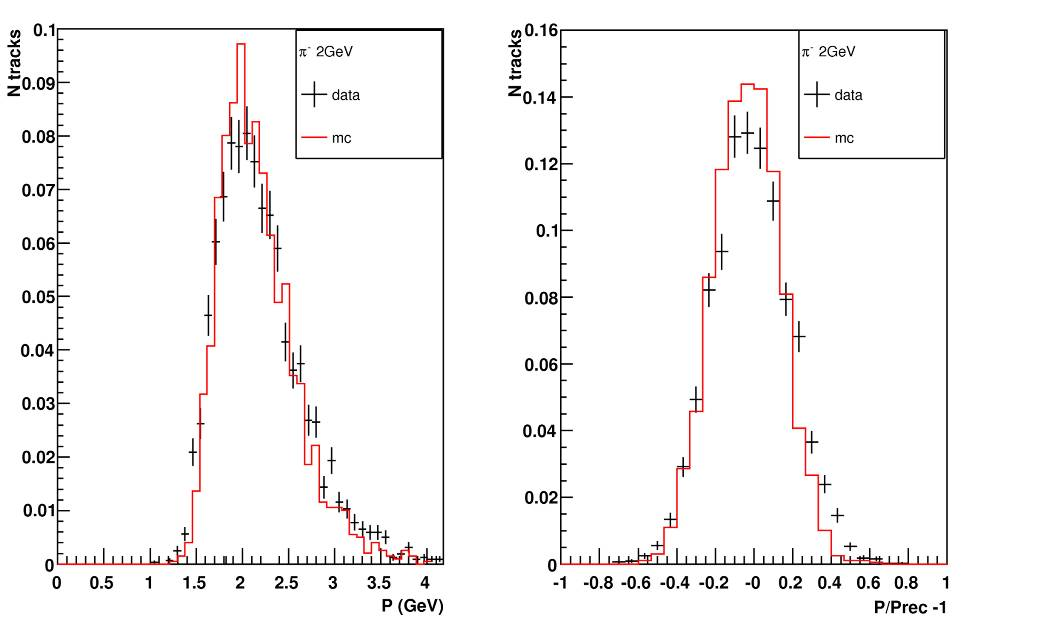 N tracks
0.1
0.09
0.08
0.07
0.06
0.05
0.04
0.03
0.02
0.01
0
π- 2GeV
data
mc
0 0.5 1 1.5 2 2.5 3 3.5 4
P (GeV)
N tracks
0.16
0.14
0.12
0.1
0.08
0.06
0.04
0.02
0
π- 2GeV
data
mc
-1 -0.8 -0.6 -0.4 -0.2 -0 0.2 0.4 0.6 0.8 1
P/Prec -1